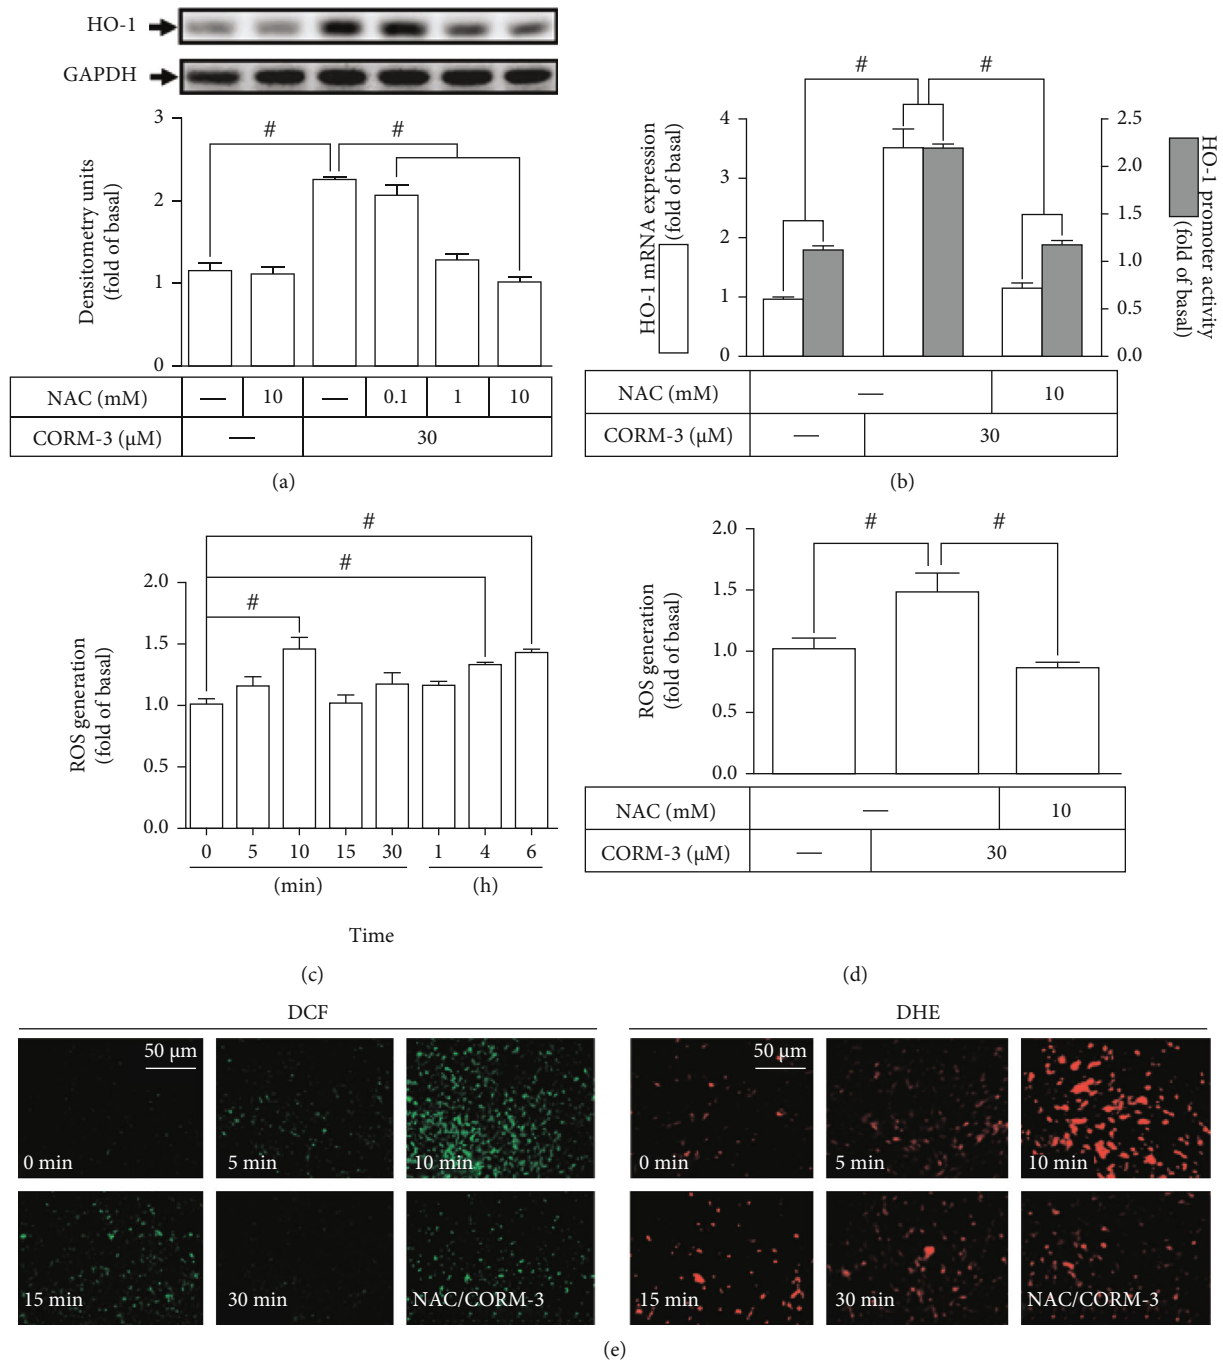 HO-1
GAPDH
# #
3
2
1
0
Densitometry units
(fold of basal)
NAC (mM) — 10 — 0.1 1 10
CORM-3 (µM) — 30
(a)
# #
4
3
2
1
0
HO-1 mRNA expression
(fold of basal)
2.5
2.0
1.5
1.0
0.5
0.0
HO-1 promoter activity
(fold of basal)
NAC (mM) — 10
CORM-3 (µM) — 30
(b)
#
#
#
2.0
1.5
1.0
0.5
0.0
ROS generation
(fold of basal)
0 5 10 15 30 1 4 6
(min) (h)
Time
(c)
# #
2.0
1.5
1.0
0.5
0.0
ROS generation
(fold of basal)
NAC (mM) — 10
CORM-3 (µM) — 30
(d)
DCF
50 µm
0 min 5 min 10 min
15 min 30 min NAC/CORM-3
DHE
50 µm
0 min 5 min 10 min
15 min 30 min NAC/CORM-3
(e)